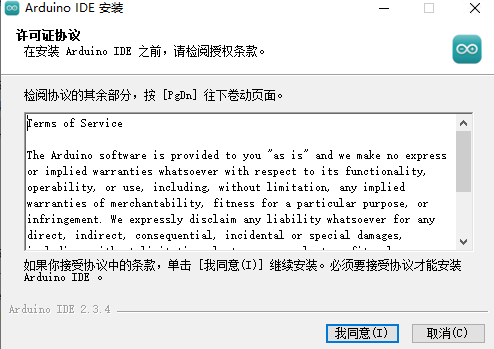 Arduino IDE 安装
许可证协议
在安装 Arduino IDE 之前，请检阅授权条款。
检阅协议的其余部分，按 [PgDn] 往下卷动页面。
Terms of Service
The Arduino software is provided to you "as is" and we make no express
or implied warranties whatsoever with respect to its functionality,
operability, or use, including, without limitation, any implied
warranties of merchantability, fitness for a particular purpose, or
infringement. We expressly disclaim any liability whatsoever for any
direct, indirect, consequential, incidental or special damages,
如果你接受协议中的条款，单击 [我同意(I)] 继续安装。必须要接受协议才能安装
Arduino IDE 。
Arduino IDE 2.3.4
我同意(I)
取消(C)